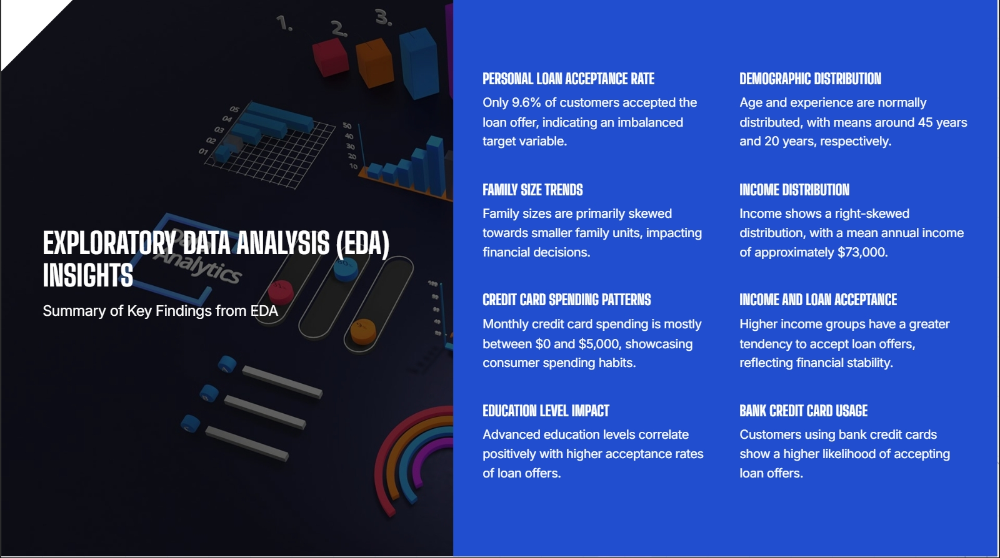 1.
2.
3.
05
04
03
02
01
50
40
30
20
10
Data
Analytics
EXPLORATORY DATA ANALYSIS (EDA)
INSIGHTS
Summary of Key Findings from EDA
PERSONAL LOAN ACCEPTANCE RATE
Only 9.6% of customers accepted the
loan offer, indicating an imbalanced
target variable.
FAMILY SIZE TRENDS
Family sizes are primarily skewed
towards smaller family units, impacting
financial decisions.
CREDIT CARD SPENDING PATTERNS
Monthly credit card spending is mostly
between $0 and $5,000, showcasing
consumer spending habits.
EDUCATION LEVEL IMPACT
Advanced education levels correlate
positively with higher acceptance rates
of loan offers.
DEMOGRAPHIC DISTRIBUTION
Age and experience are normally
distributed, with means around 45 years
and 20 years, respectively.
INCOME DISTRIBUTION
Income shows a right-skewed
distribution, with a mean annual income
of approximately $73,000.
INCOME AND LOAN ACCEPTANCE
Higher income groups have a greater
tendency to accept loan offers,
reflecting financial stability.
BANK CREDIT CARD USAGE
Customers using bank credit cards
show a higher likelihood of accepting
loan offers.